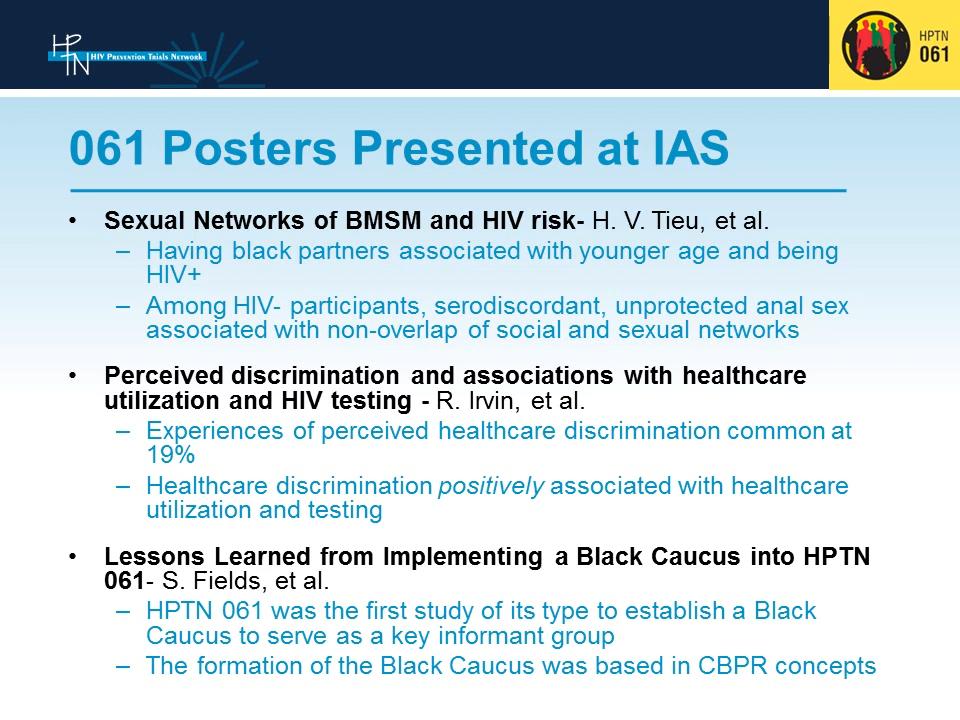 HPTN
HIV PREVENTION TRIALS NETWORK
HPTN
061
061 Posters Presented at IAS
• Sexual Networks of BMSM and HIV risk- H. V. Tieu, et al.
– Having black partners associated with younger age and being
HIV+
– Among HIV- participants, serodiscordant, unprotected anal sex
associated with non-overlap of social and sexual networks
• Perceived discrimination and associations with healthcare
utilization and HIV testing - R. Irvin, et al.
– Experiences of perceived healthcare discrimination common at
19%
– Healthcare discrimination positively associated with healthcare
utilization and testing
• Lessons Learned from Implementing a Black Caucus into HPTN
061- S. Fields, et al.
– HPTN 061 was the first study of its type to establish a Black
Caucus to serve as a key informant group
– The formation of the Black Caucus was based in CBPR concepts